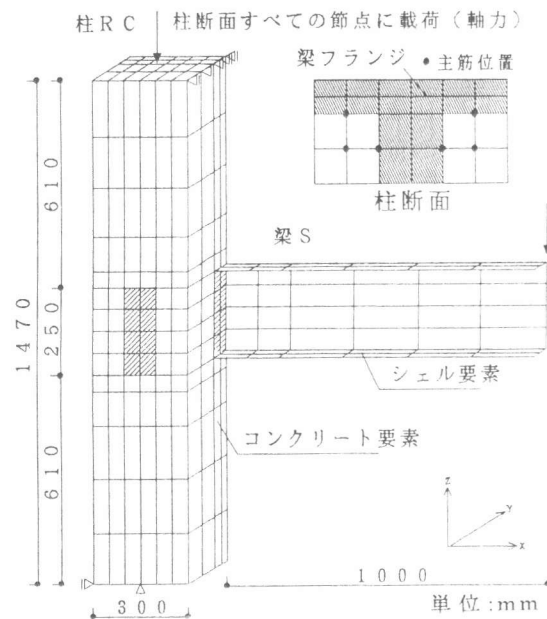 柱ＲＣ 柱断面すべての節点に載荷（軸力）
梁フランジ ●主筋位置
柱断面
梁Ｓ
610
250
610
1470
シェル要素
コンクリート要素
Z
Y
X
1000
300
単位:mm